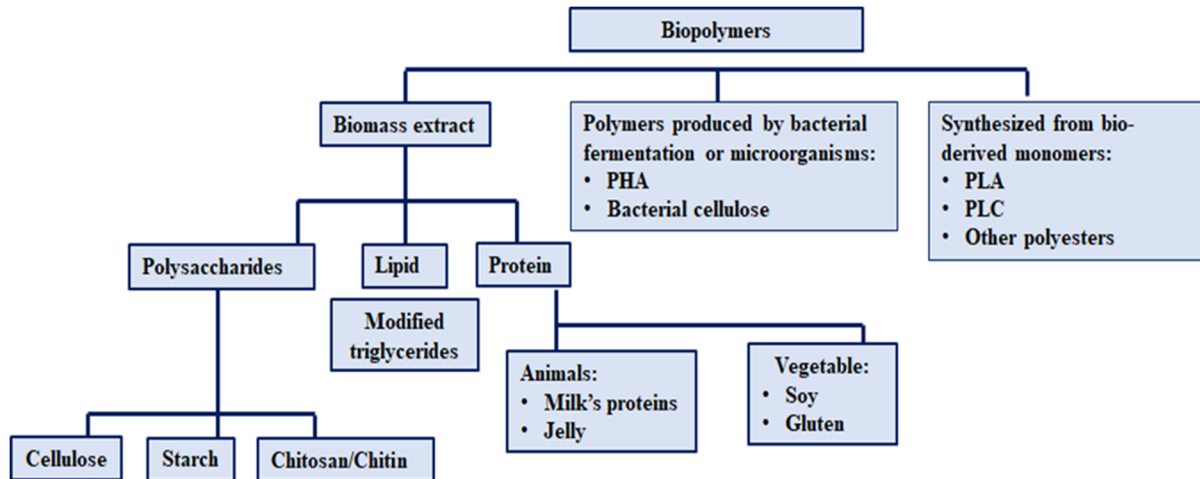 Biopolymers
Biomass extract
Polymers produced by bacterial
fermentation or microorganisms:
• PHA
• Bacterial cellulose
Synthesized from bio-
derived monomers:
• PLA
• PLC
• Other polyesters
Polysaccharides
Lipid
Protein
Modified
triglycerides
Animals:
• Milk's proteins
• Jelly
Vegetable:
• Soy
• Gluten
Cellulose
Starch
Chitosan/Chitin